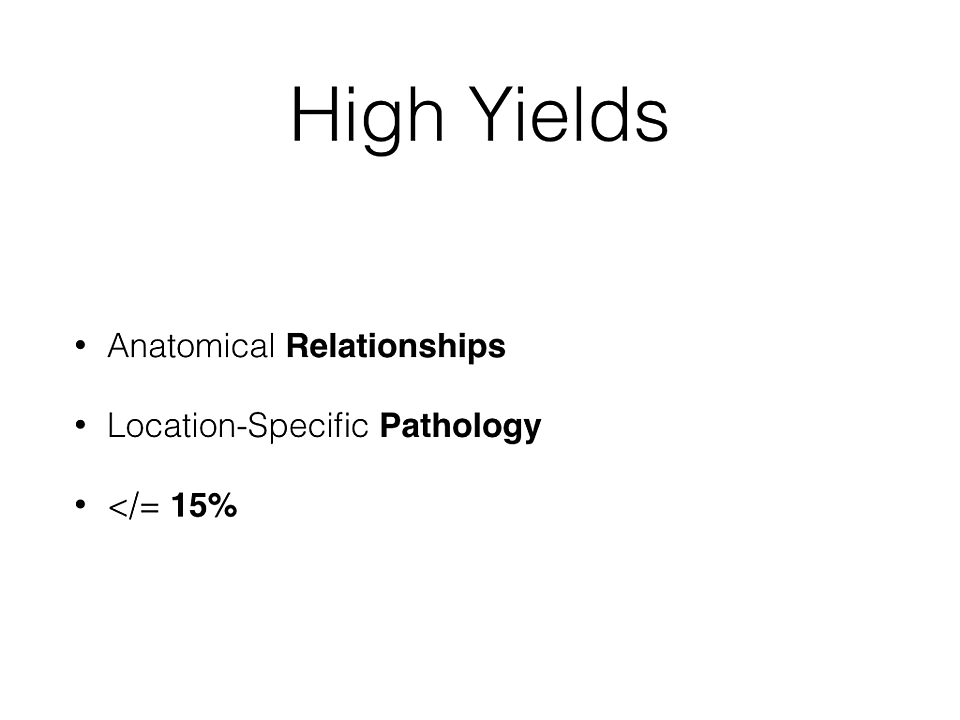 High Yields
• Anatomical Relationships
• Location-Specific Pathology
• </= 15%